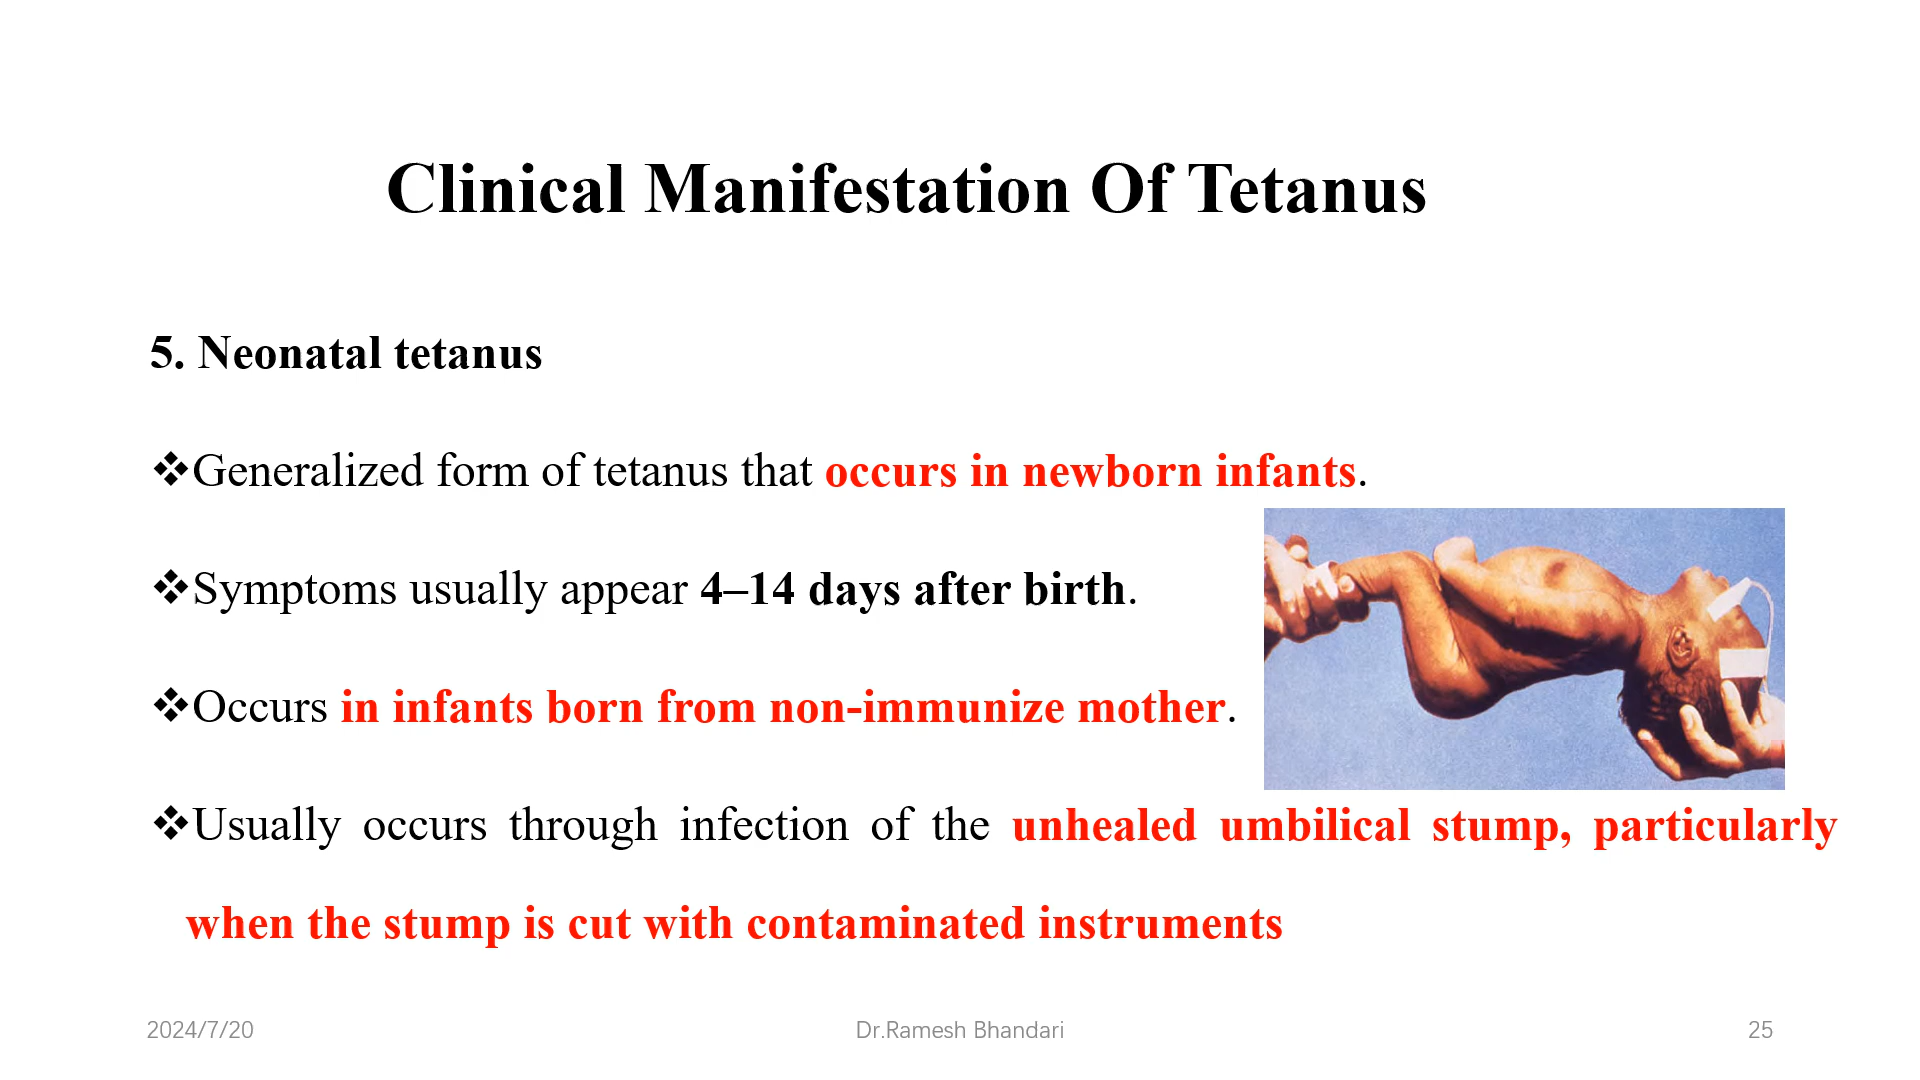 Clinical Manifestation Of Tetanus
5. Neonatal tetanus
❖Generalized form of tetanus that occurs in newborn infants.
❖Symptoms usually appear 4–14 days after birth.
❖Occurs in infants born from non-immunize mother.
❖Usually occurs through infection of the unhealed umbilical stump, particularly
when the stump is cut with contaminated instruments
2024/7/20
Dr.Ramesh Bhandari
25